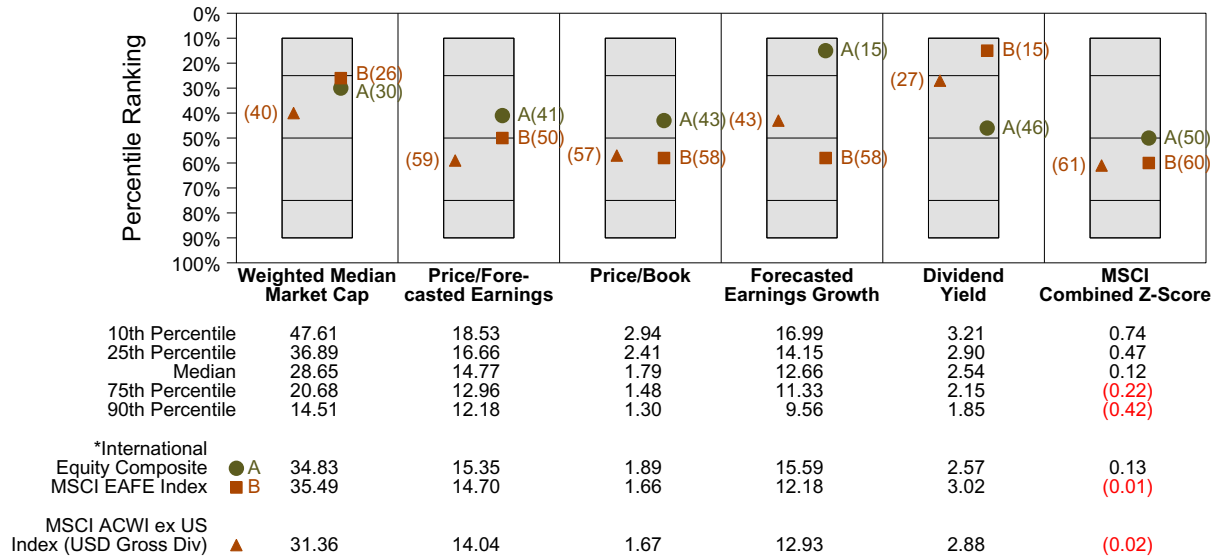 Percentile Ranking
0%
10%
20%
30%
40%
50%
60%
70%
80%
90%
100%
B(26)
A(30)
(40)
A(41)
B(50)
(59)
A(43)
(57)
B(58)
A(15)
(43)
B(58)
B(15)
(27)
A(46)
A(50)
(61)
B(60)
Weighted Median
Market Cap
Price/Fore-
casted Earnings
Price/Book
Forecasted
Earnings Growth
Dividend
Yield
MSCI
Combined Z-Score
10th Percentile 47.61 18.53 2.94 16.99 3.21 0.74
25th Percentile 36.89 16.66 2.41 14.15 2.90 0.47
Median 28.65 14.77 1.79 12.66 2.54 0.12
75th Percentile 20.68 12.96 1.48 11.33 2.15 (0.22)
90th Percentile 14.51 12.18 1.30 9.56 1.85 (0.42)
*International
Equity Composite A 34.83 15.35 1.89 15.59 2.57 0.13
MSCI EAFE Index B 35.49 14.70 1.66 12.18 3.02 (0.01)
MSCI ACWI ex US
Index (USD Gross Div) 31.36 14.04 1.67 12.93 2.88 (0.02)